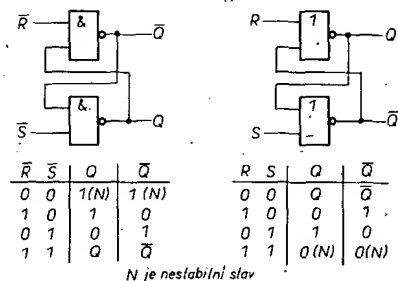 R̅ & Q̅
& Q
S̅
R 1 Q
1 Q̅
S
R̅ S̅ Q Q̅
0 0 1(N) 1(N)
1 0 1 0
0 1 0 1
1 1 Q Q̅
R S Q Q̅
0 0 Q Q̅
1 0 0 1
0 1 1 0
1 1 0(N) 0(N)
N je nestabilní stav